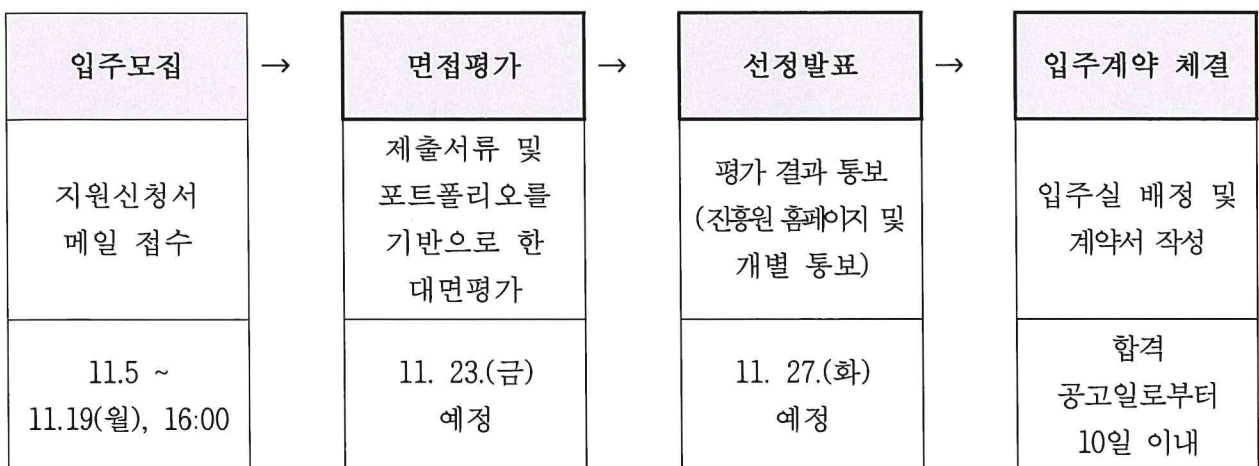 입주모집 → 면접평가 → 선정발표 → 입주계약 체결
지원신청서
메일 접수
제출서류 및
포트폴리오를
기반으로 한
대면평가
평가 결과 통보
(진흥원 홈페이지 및
개별 통보)
입주실 배정 및
계약서 작성
11.5 ~
11.19(월), 16:00
11. 23.(금)
예정
11. 27.(화)
예정
합격
공고일로부터
10일 이내